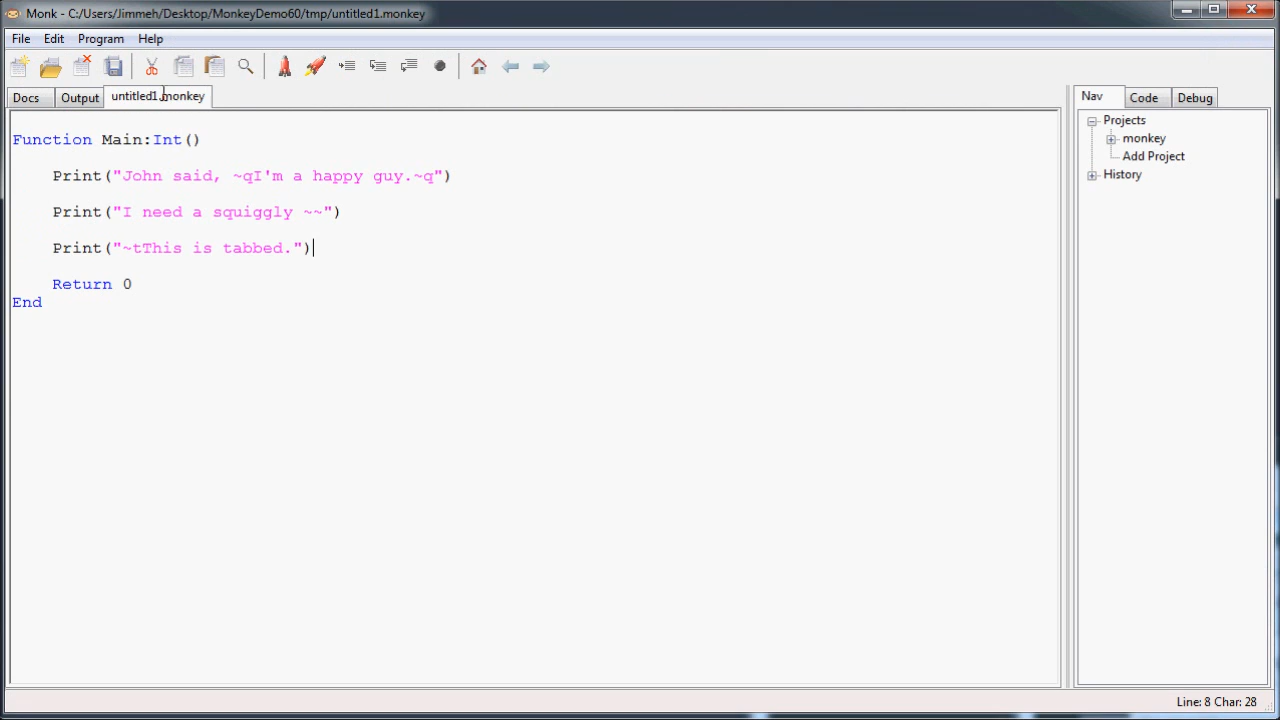 Monk - C:/Users/Jimmeh/Desktop/MonkeyDemo60/tmp/untitled1.monkey
File Edit Program Help
Docs Output untitled1.monkey
Nav Code Debug
Function Main:Int()
Print("John said, ~qI'm a happy guy.~q")
Print("I need a squiggly ~~")
Print("~tThis is tabbed.")
Return 0
End
Projects
monkey
Add Project
History
Line: 8 Char: 28